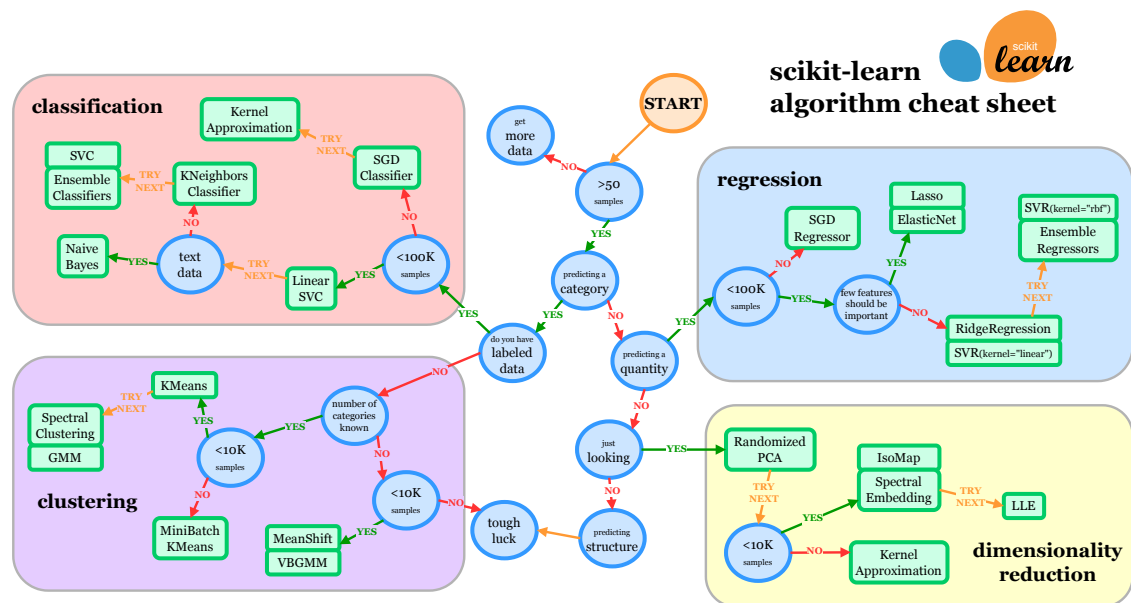 scikit-learn
algorithm cheat sheet
scikit
learn
START
get
more
data
NO
>50
samples
YES
predicting a
category
YES
NO
do you have
labeled
data
YES
NO
predicting a
quantity
YES
NO
just
looking
YES
NO
predicting
structure
tough
luck
classification
Kernel
Approximation
TRY
NEXT
SGD
Classifier
NO
<100K
samples
YES
Linear
SVC
TRY
NEXT
text
data
YES
Naive
Bayes
NO
KNeighbors
Classifier
TRY
NEXT
SVC
Ensemble
Classifiers
regression
SGD
Regressor
NO
<100K
samples
YES
few features
should be
important
YES
Lasso
ElasticNet
NO
RidgeRegression
SVR(kernel="linear")
TRY
NEXT
SVR(kernel="rbf")
Ensemble
Regressors
clustering
number of
categories
known
YES
NO
<10K
samples
YES
KMeans
TRY
NEXT
Spectral
Clustering
GMM
NO
MiniBatch
KMeans
<10K
samples
NO
YES
MeanShift
VBGMM
dimensionality
reduction
Randomized
PCA
TRY
NEXT
<10K
samples
YES
IsoMap
Spectral
Embedding
TRY
NEXT
LLE
NO
Kernel
Approximation